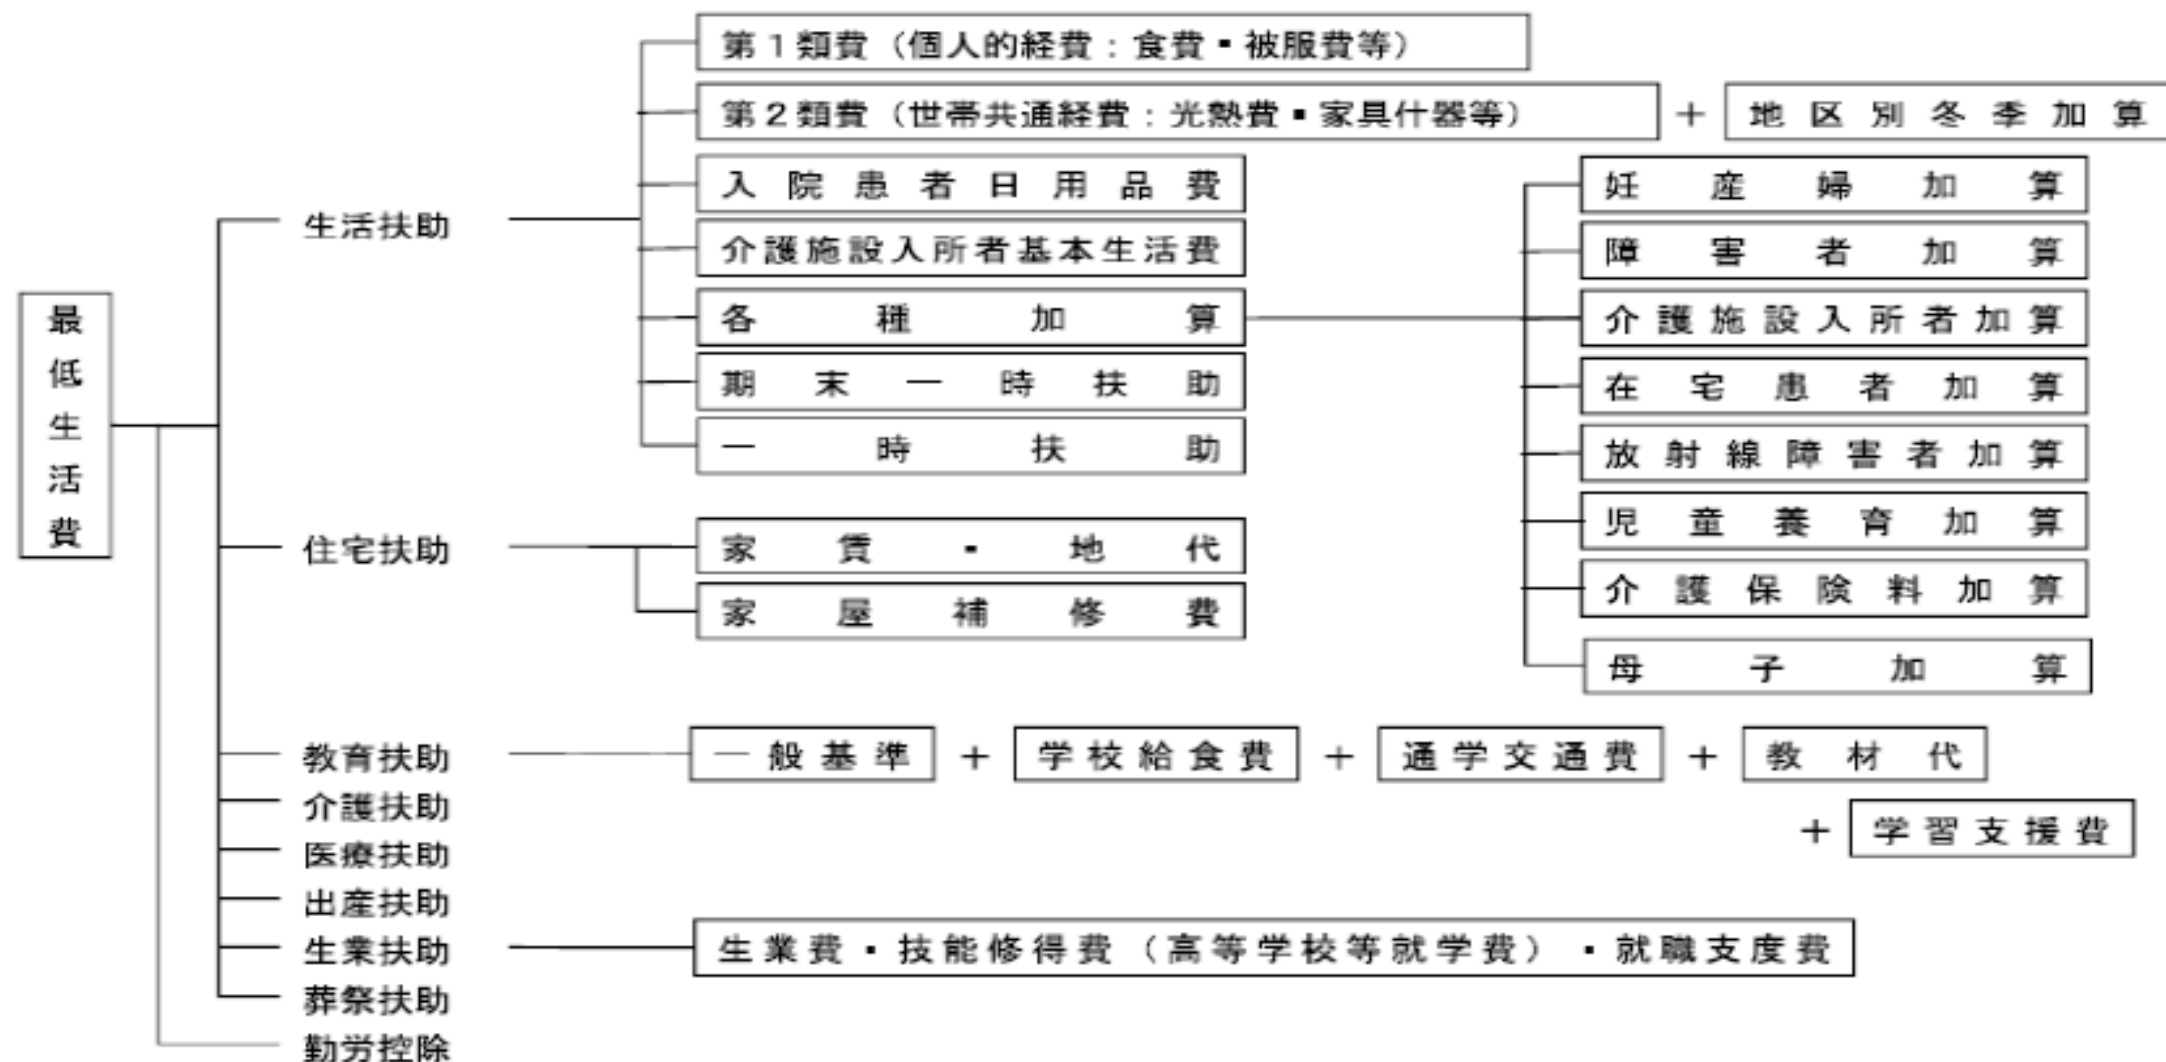 最低生活費
生活扶助
第1類費（個人的経費：食費・被服費等）
第2類費（世帯共通経費：光熱費・家具什器等） + 地区別冬季加算
入院患者日用品費
介護施設入所者基本生活費
各種加算
期末一時扶助
一時扶助
妊産婦加算
障害者加算
介護施設入所者加算
在宅患者加算
放射線障害者加算
児童養育加算
介護保険料加算
母子加算
住宅扶助
家賃・地代
家屋補修費
教育扶助
一般基準 + 学校給食費 + 通学交通費 + 教材代
+ 学習支援費
介護扶助
医療扶助
出産扶助
生業扶助
生業費・技能修得費（高等学校等就学費）・就職支度費
葬祭扶助
勤労控除